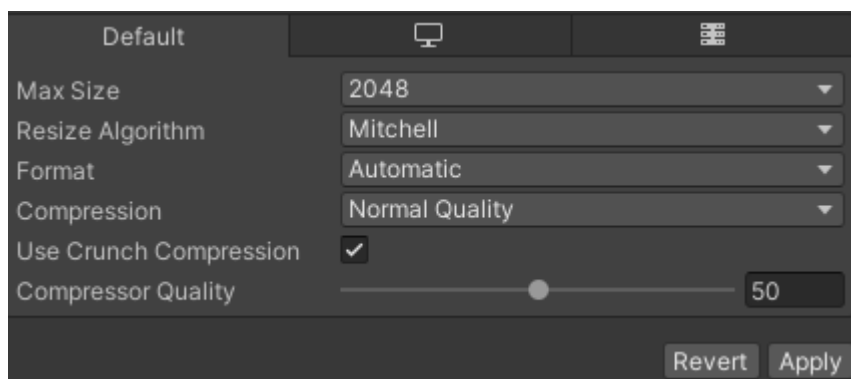 Default
Max Size 2048
Resize Algorithm Mitchell
Format Automatic
Compression Normal Quality
Use Crunch Compression
Compressor Quality 50
Revert Apply